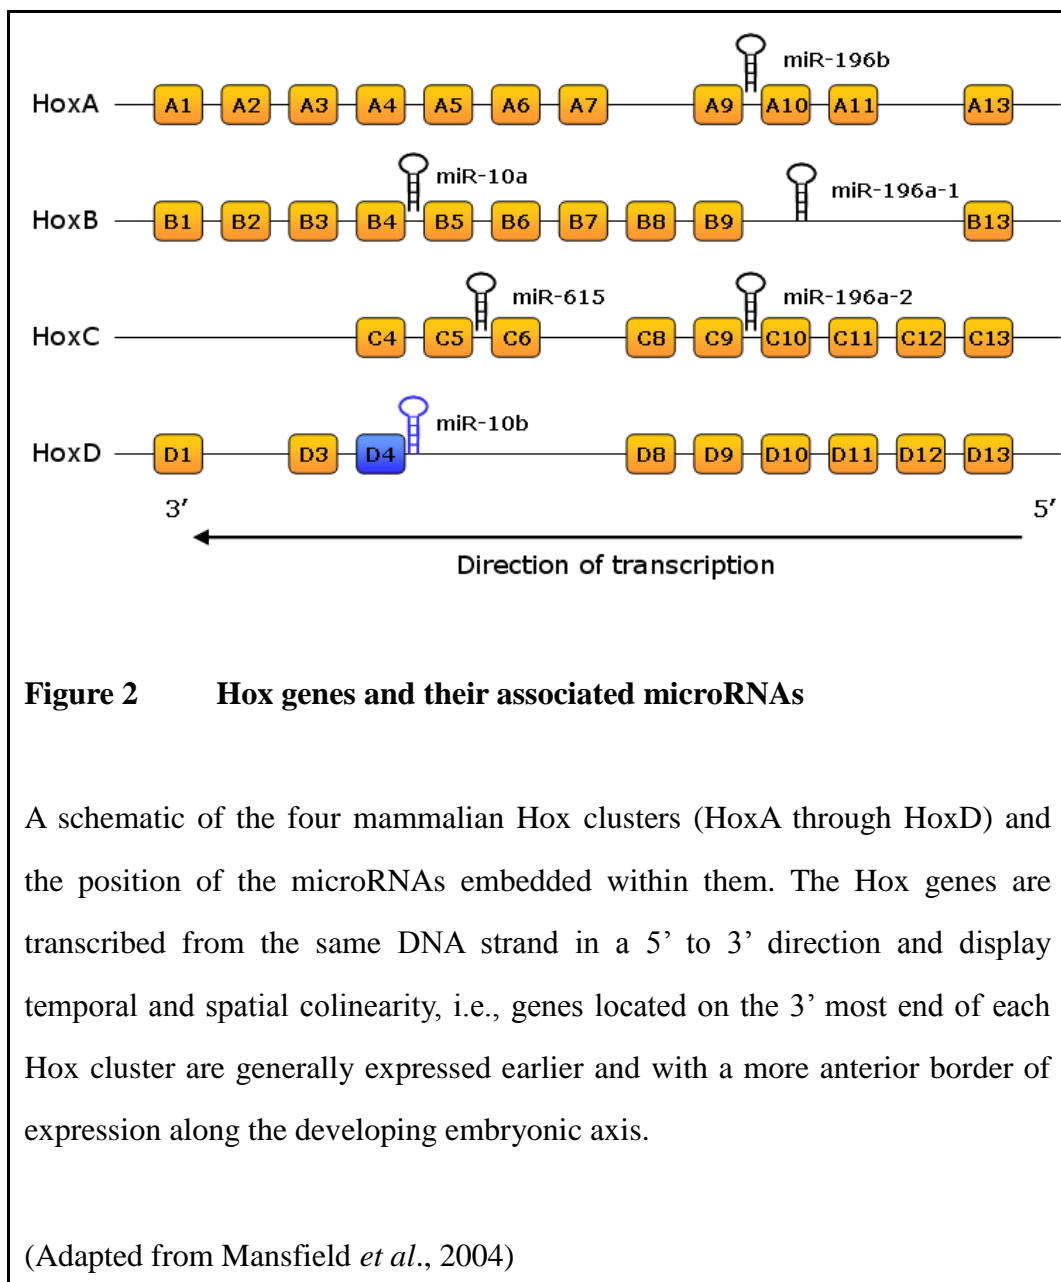 miR-196b
HoxA A1 A2 A3 A4 A5 A6 A7 A9 A10 A11 A13
miR-10a miR-196a-1
HoxB B1 B2 B3 B4 B5 B6 B7 B8 B9 B13
miR-615 miR-196a-2
HoxC C4 C5 C6 C8 C9 C10 C11 C12 C13
miR-10b
HoxD D1 D3 D4 D8 D9 D10 D11 D12 D13
3′ 5′
Direction of transcription
Figure 2 Hox genes and their associated microRNAs
A schematic of the four mammalian Hox clusters (HoxA through HoxD) and
the position of the microRNAs embedded within them. The Hox genes are
transcribed from the same DNA strand in a 5’ to 3’ direction and display
temporal and spatial colinearity, i.e., genes located on the 3’ most end of each
Hox cluster are generally expressed earlier and with a more anterior border of
expression along the developing embryonic axis.
(Adapted from Mansfield et al., 2004)